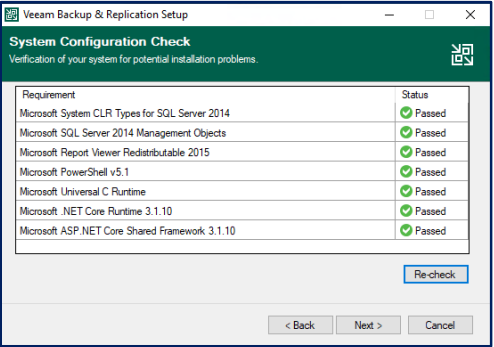 Veeam Backup & Replication Setup
System Configuration Check
Verification of your system for potential installation problems.
Requirement Status
Microsoft System CLR Types for SQL Server 2014 Passed
Microsoft SQL Server 2014 Management Objects Passed
Microsoft Report Viewer Redistributable 2015 Passed
Microsoft PowerShell v5.1 Passed
Microsoft Universal C Runtime Passed
Microsoft .NET Core Runtime 3.1.10 Passed
Microsoft ASP.NET Core Shared Framework 3.1.10 Passed
Re-check
< Back Next > Cancel